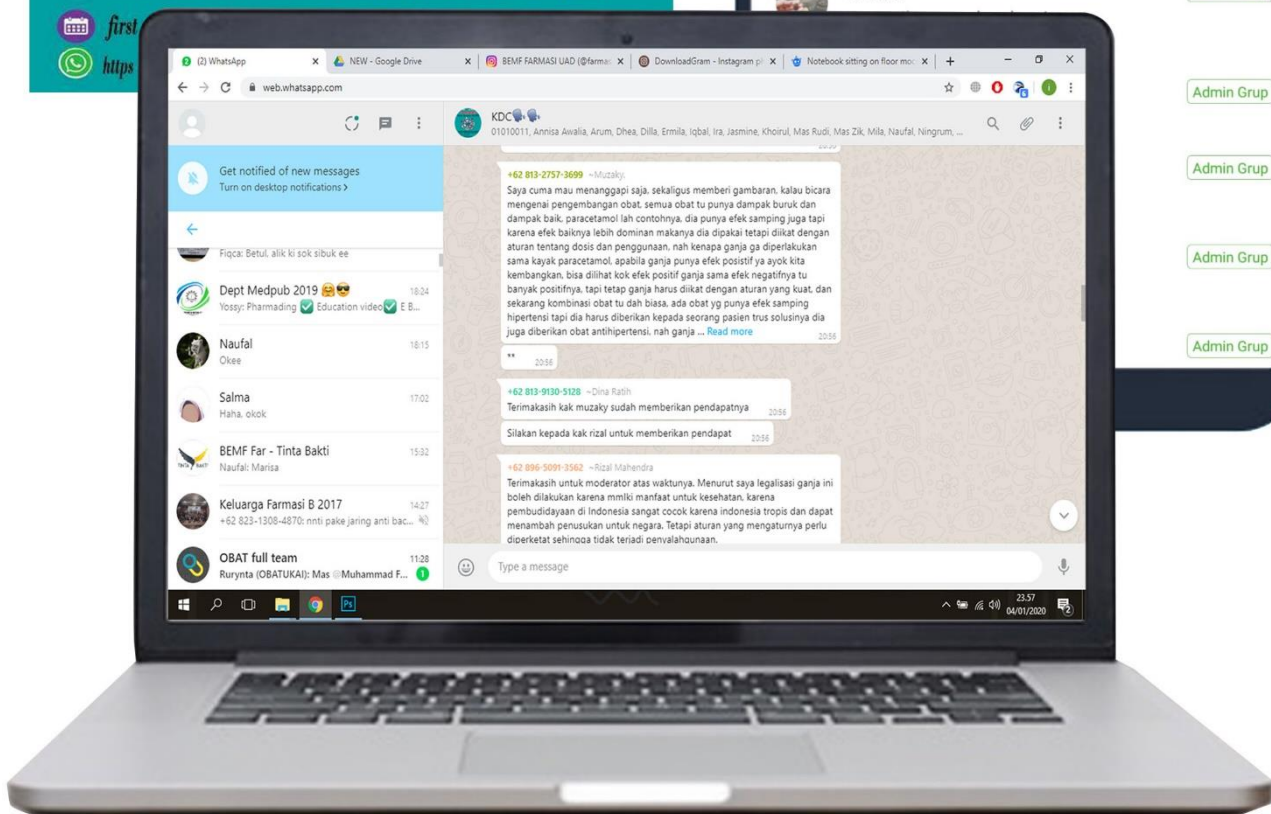 first
https
(2) WhatsApp
NEW - Google Drive
BEMF FARMASI UAD (@farmas
DownloadGram - Instagram ph
Notebook sitting on floor moc
web.whatsapp.com
Get notified of new messages
Turn on desktop notifications >
Fiqca: Betul, alik ki sok sibuk ee
Dept Medpub 2019
18:24
Yossy: Pharmading ✅ Education video ✅ E B...
Naufal
18:15
Okee
Salma
17:02
Haha, okok
BEMF Far - Tinta Bakti
15:32
Naufal: Marisa
Keluarga Farmasi B 2017
14:27
+62 823-1308-4870: nnti pake jaring anti bac...
OBAT full team
11:28
Rurynta (OBATUKAI): Mas @Muhammad F...
1
KDC
01010011, Annisa Awalia, Arum, Dhea, Dilla, Ermila, Iqbal, Ira, Jasmine, Khoirul, Mas Rudi, Mas Zik, Mila, Naufal, Ningrum, ...
+62 813-2757-3699 ~Muzaky.
Saya cuma mau menanggapi saja, sekaligus memberi gambaran, kalau bicara
mengenai pengembangan obat, semua obat tu punya dampak buruk dan
dampak baik, paracetamol lah contohnya, dia punya efek samping juga tapi
karena efek baiknya lebih dominan makanya dia dipakai tetapi diikat dengan
aturan tentang dosis dan penggunaan, nah kenapa ganja ga diperlakukan
sama kayak paracetamol, apabila ganja punya efek posistif ya ayok kita
kembangkan, bisa dilihat kok efek positif ganja sama efek negatifnya tu
banyak positifnya, tapi tetap ganja harus diikat dengan aturan yang kuat, dan
sekarang kombinasi obat tu dah biasa, ada obat yg punya efek samping
hipertensi tapi dia harus diberikan kepada seorang pasien trus solusinya dia
juga diberikan obat antihipertensi, nah ganja ... Read more
20:56
**
20:56
+62 813-9130-5128 ~Dina Ratih
Terimakasih kak muzaky sudah memberikan pendapatnya
20:56
Silakan kepada kak rizal untuk memberikan pendapat
20:56
+62 896-5091-3562 ~Rizal Mahendra
Terimakasih untuk moderator atas waktunya. Menurut saya legalisasi ganja ini
boleh dilakukan karena mmlki manfaat untuk kesehatan, karena
pembudidayaan di Indonesia sangat cocok karena indonesia tropis dan dapat
menambah penusukan untuk negara. Tetapi aturan yang mengaturnya perlu
diperketat sehingga tidak terjadi penyalahgunaan.
Type a message
Ps
23.57
04/01/2020
2
Admin Grup
Admin Grup
Admin Grup
Admin Grup